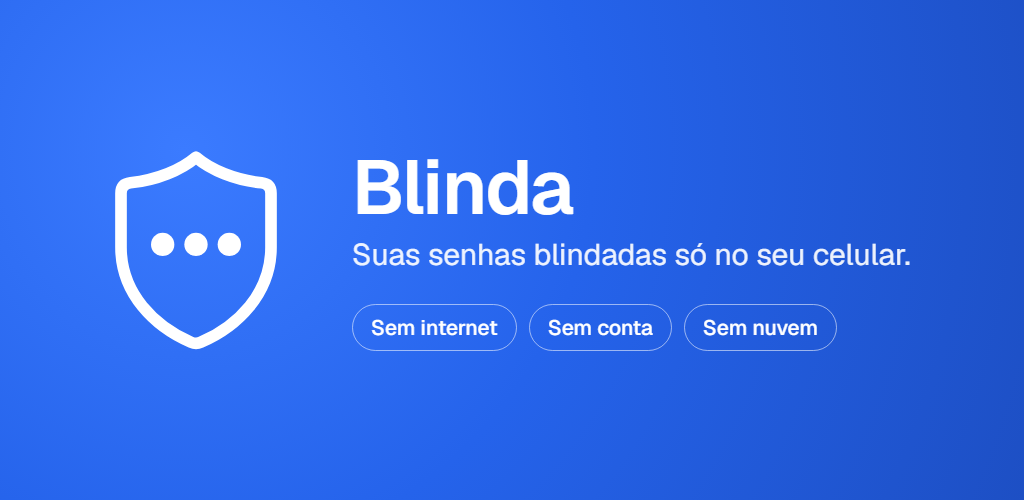 Blinda
Suas senhas blindadas só no seu celular.
Sem internet Sem conta Sem nuvem